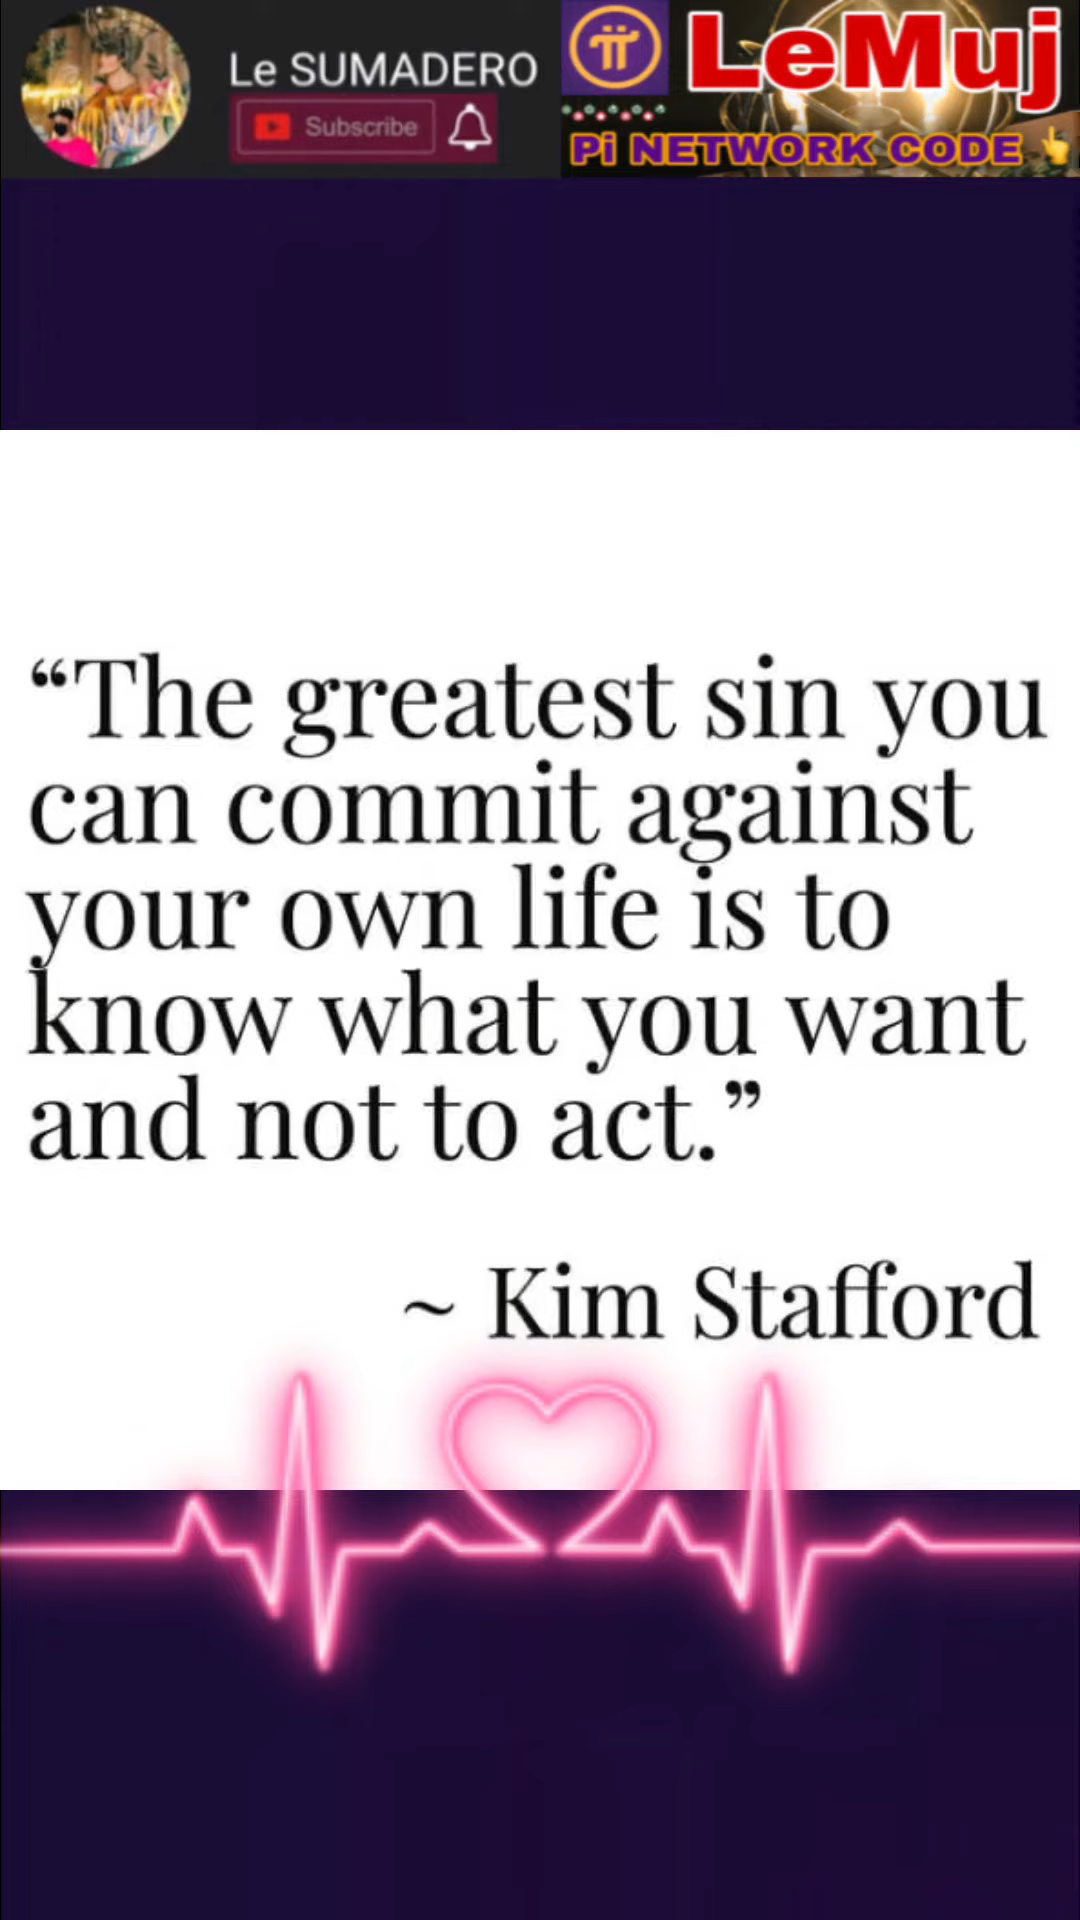 Le SUMADERO
Subscribe
LeMuj
Pi NETWORK CODE
“The greatest sin you
can commit against
your own life is to
know what you want
and not to act.”
~ Kim Stafford